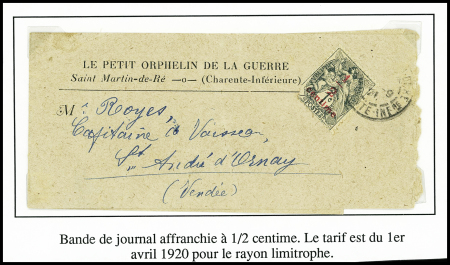 LE PETIT ORPHELIN DE LA GUERRE
Saint Martin-de-Ré —o— (Charente-Inférieure)
M. Royer,
Capitaine de Vaisseau,
St André d'Ornay
(Vendée)
Bande de journal affranchie à 1/2 centime. Le tarif est du 1er
avril 1920 pour le rayon limitrophe.